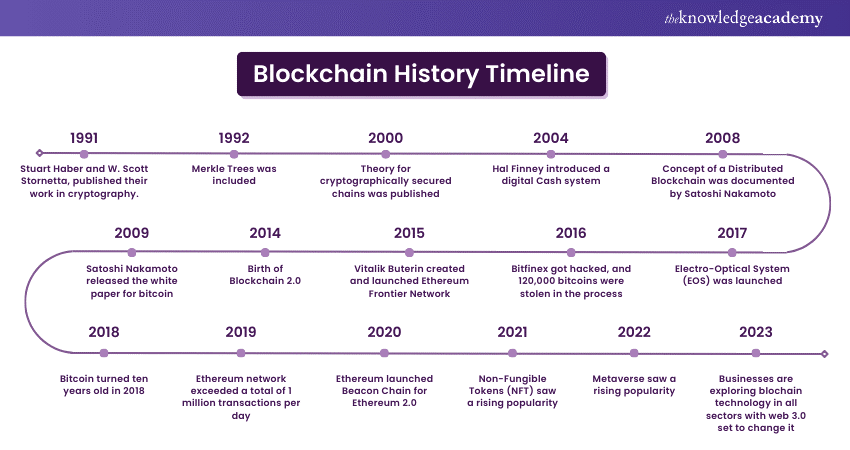 theknowledgeacademy
Blockchain History Timeline
1991
Stuart Haber and W. Scott
Stornetta, published their
work in cryptography.
1992
Merkle Trees was
included
2000
Theory for
cryptographically secured
chains was published
2004
Hal Finney introduced a
digital Cash system
2008
Concept of a Distributed
Blockchain was documented
by Satoshi Nakamoto
2009
Satoshi Nakamoto
released the white
paper for bitcoin
2014
Birth of
Blockchain 2.0
2015
Vitalik Buterin created
and launched Ethereum
Frontier Network
2016
Bitfinex got hacked, and
120,000 bitcoins were
stolen in the process
2017
Electro-Optical System
(EOS) was launched
2018
Bitcoin turned ten
years old in 2018
2019
Ethereum network
exceeded a total of 1
million transactions per
day
2020
Ethereum launched
Beacon Chain for
Ethereum 2.0
2021
Non-Fungible
Tokens (NFT) saw
a rising popularity
2022
Metaverse saw a
rising popularity
2023
Businesses are
exploring blochain
technology in all
sectors with web 3.0
set to change it